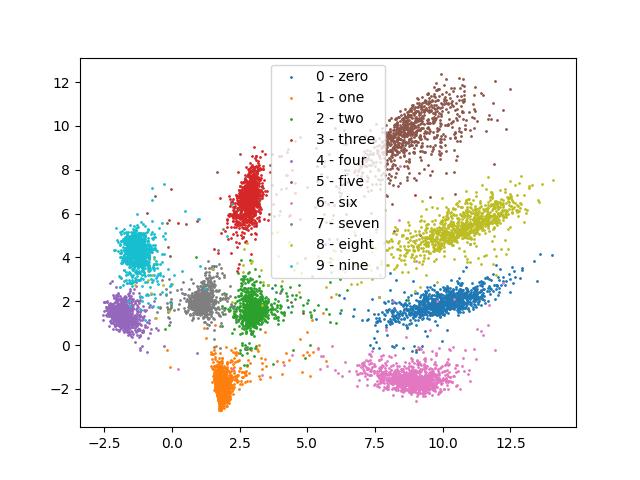 12
10
8
6
4
2
0
−2
−2.5 0.0 2.5 5.0 7.5 10.0 12.5
0 - zero
1 - one
2 - two
3 - three
4 - four
5 - five
6 - six
7 - seven
8 - eight
9 - nine